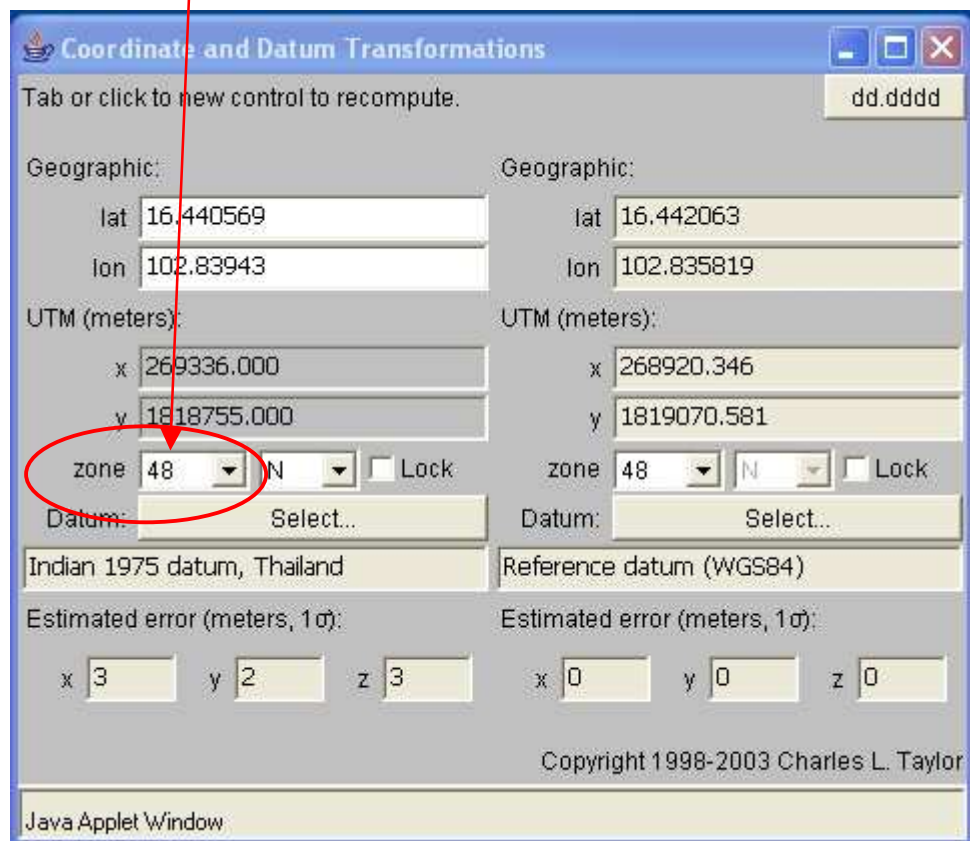 Coordinate and Datum Transformations
Tab or click to new control to recompute.
dd.dddd
Geographic:
lat 16.440569
lon 102.83943
UTM (meters):
x 269336.000
y 1818755.000
zone 48 N Lock
Datum: Select...
Indian 1975 datum, Thailand
Estimated error (meters, 1σ):
x 3 y 2 z 3
Geographic:
lat 16.442063
lon 102.835819
UTM (meters):
x 268920.346
y 1819070.581
zone 48 N Lock
Datum: Select...
Reference datum (WGS84)
Estimated error (meters, 1σ):
x 0 y 0 z 0
Copyright 1998-2003 Charles L. Taylor
Java Applet Window